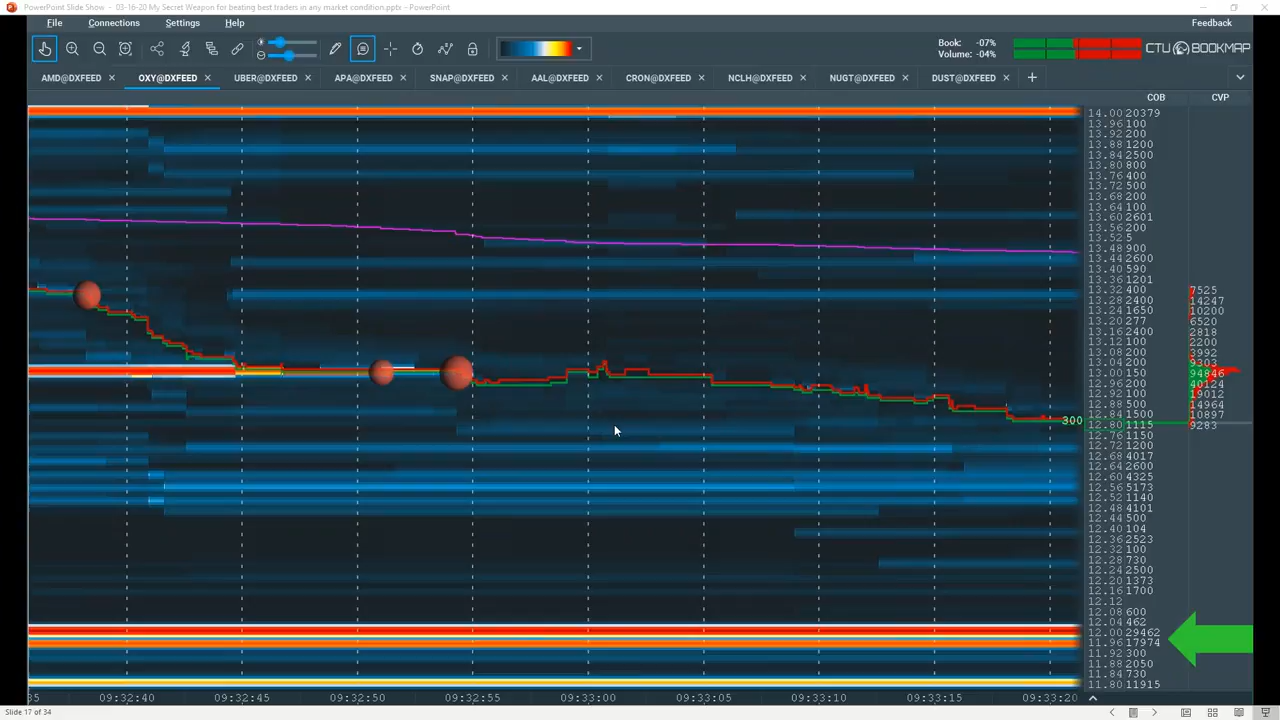 PowerPoint Slide Show - 03-16-20 My Secret Weapon for beating best traders in any market condition.pptx - PowerPoint
File Connections Settings Help Feedback
Book: -07%
Volume: -04%
CTU BOOKMAP
AMD@DXFEED OXY@DXFEED UBER@DXFEED APA@DXFEED SNAP@DXFEED AAL@DXFEED CRON@DXFEED NCLH@DXFEED NUGT@DXFEED DUST@DXFEED
COB CVP
14.00 20379
13.96 100
13.92 200
13.88 1200
13.84 2500
13.80 800
13.76 400
13.72 500
13.68 200
13.64 100
13.60 2601
13.56 200
13.52 5
13.48 900
13.44 2600
13.40 590
13.36 1201
13.32 400 7525
13.28 2400 14247
13.24 1650 10200
13.20 277 6520
13.16 2400 2818
13.12 100 2200
13.08 200 3992
13.04 200 9303
13.00 150 94846
12.96 200 40124
12.92 100 19012
12.88 500 14964
12.84 1500 10897
300 12.80 1115 9283
12.76 1150
12.72 1200
12.68 4017
12.64 2600
12.60 4325
12.56 5173
12.52 1140
12.48 4101
12.44 500
12.40 104
12.36 2523
12.32 100
12.28 730
12.24 2500
12.20 1373
12.16 1700
12.12
12.08 600
12.04 462
12.00 29462
11.96 17974
11.92 300
11.88 2050
11.84 730
11.80 11915
35 09:32:40 09:32:45 09:32:50 09:32:55 09:33:00 09:33:05 09:33:10 09:33:15 09:33:20
Slide 17 of 34